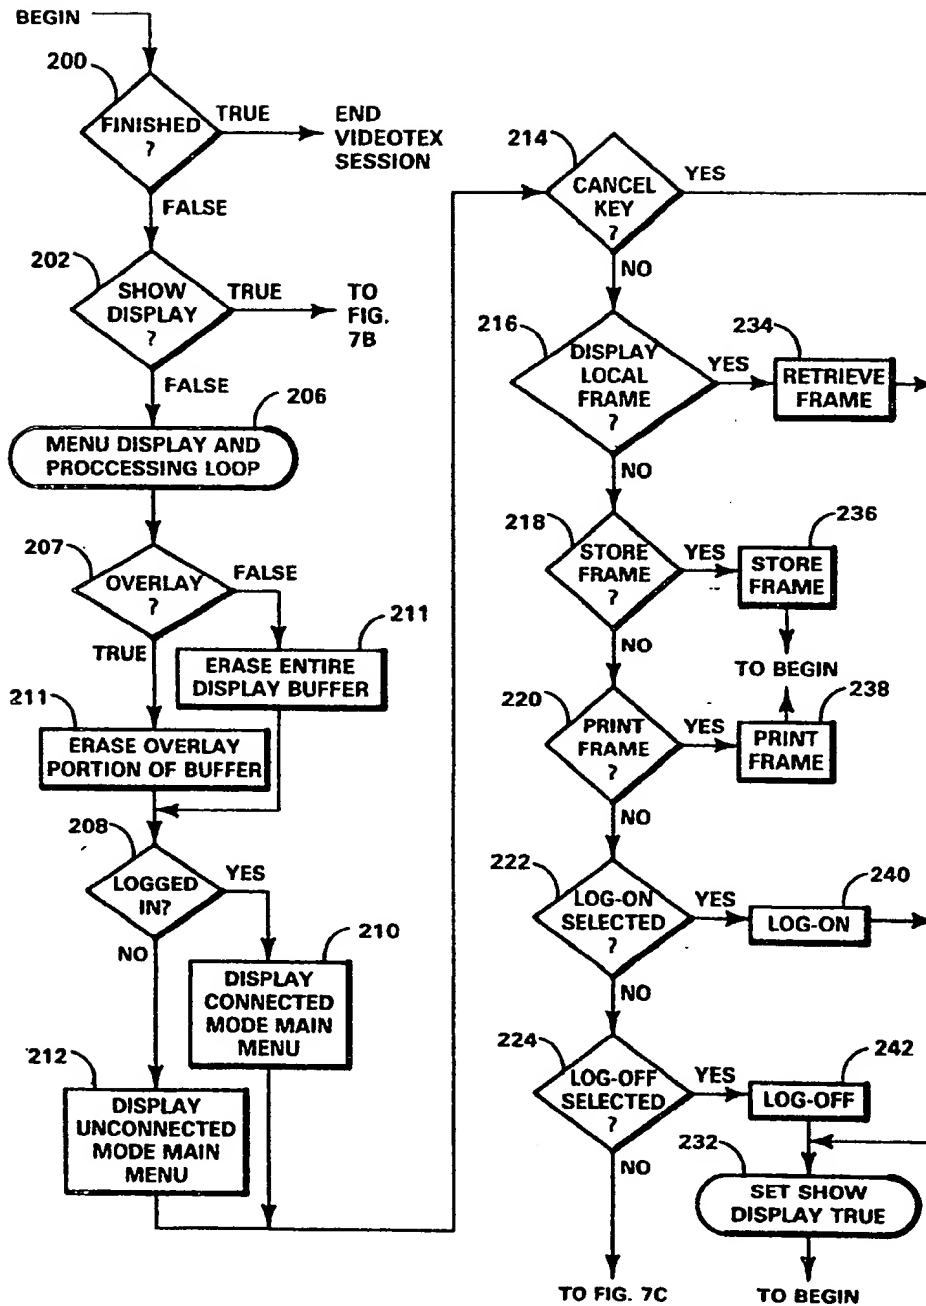 BEGIN
200
FINISHED
?
TRUE
END
VIDEOTEX
SESSION
FALSE
202
SHOW
DISPLAY
?
TRUE
TO
FIG.
7B
FALSE
206
MENU DISPLAY AND
PROCCESSING LOOP
207
OVERLAY
?
FALSE
TRUE
211
ERASE ENTIRE
DISPLAY BUFFER
211
ERASE OVERLAY
PORTION OF BUFFER
208
LOGGED
IN?
YES
NO
210
DISPLAY
CONNECTED
MODE MAIN
MENU
212
DISPLAY
UNCONNECTED
MODE MAIN
MENU
214
CANCEL
KEY
?
YES
NO
216
DISPLAY
LOCAL
FRAME
?
YES
234
RETRIEVE
FRAME
NO
218
STORE
FRAME
?
YES
236
STORE
FRAME
TO BEGIN
NO
220
PRINT
FRAME
?
YES
238
PRINT
FRAME
NO
222
LOG-ON
SELECTED
?
YES
240
LOG-ON
NO
224
LOG-OFF
SELECTED
?
YES
242
LOG-OFF
NO
232
SET SHOW
DISPLAY TRUE
TO FIG. 7C
TO BEGIN